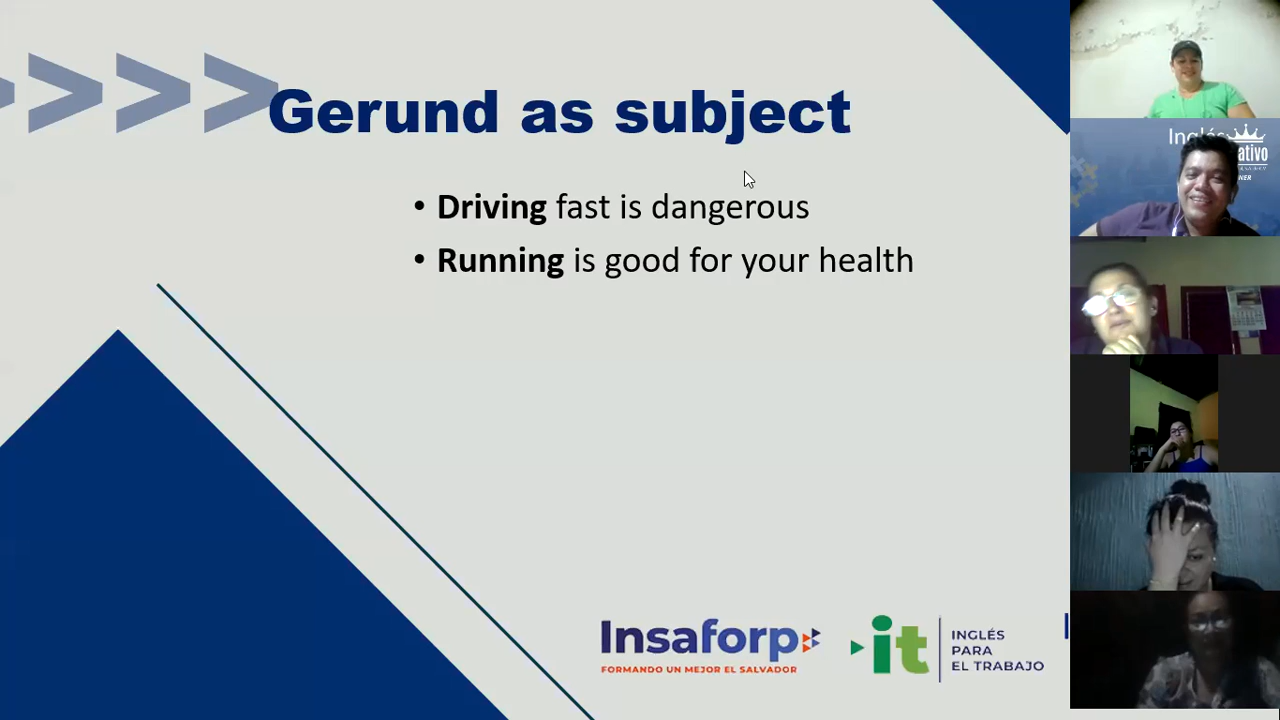 Gerund as subject
• Driving fast is dangerous
• Running is good for your health
Insaforp
FORMANDO UN MEJOR EL SALVADOR
it
INGLÉS
PARA
EL TRABAJO